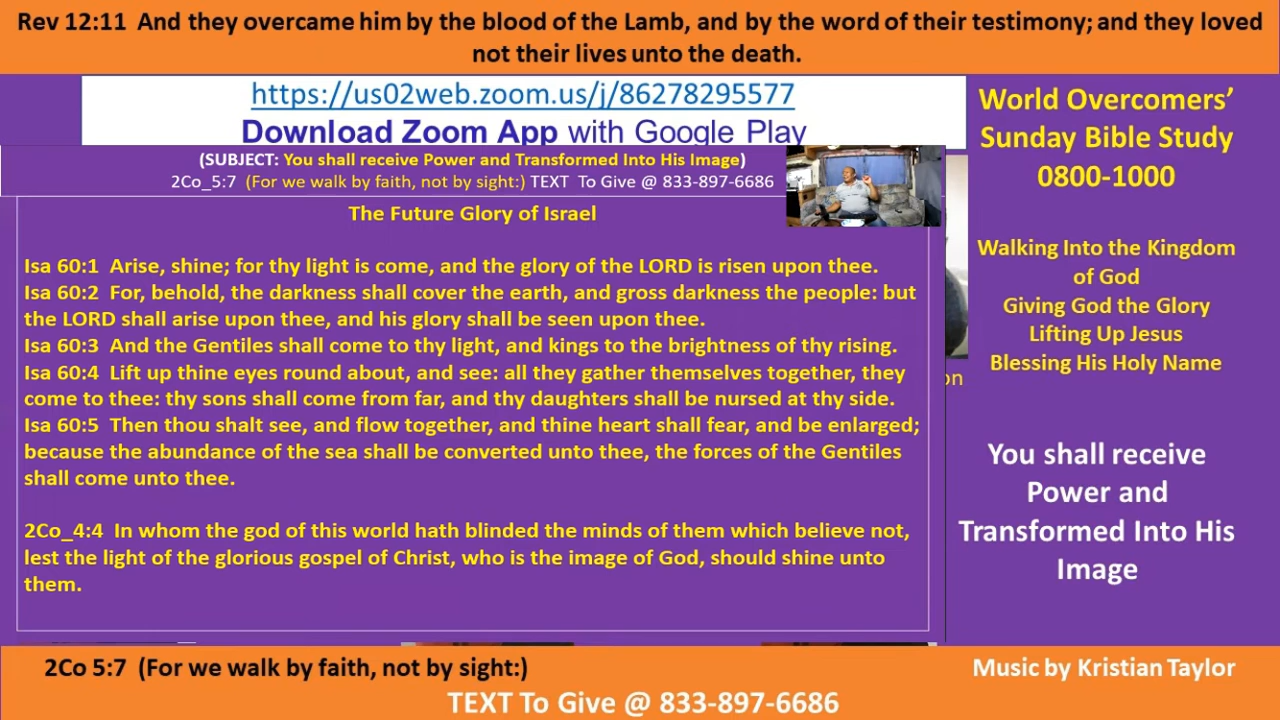 Rev 12:11 And they overcame him by the blood of the Lamb, and by the word of their testimony; and they loved
not their lives unto the death.
https://us02web.zoom.us/j/86278295577
Download Zoom App with Google Play
(SUBJECT: You shall receive Power and Transformed Into His Image)
2Co_5:7 (For we walk by faith, not by sight:) TEXT To Give @ 833-897-6686
The Future Glory of Israel
Isa 60:1 Arise, shine; for thy light is come, and the glory of the LORD is risen upon thee.
Isa 60:2 For, behold, the darkness shall cover the earth, and gross darkness the people: but
the LORD shall arise upon thee, and his glory shall be seen upon thee.
Isa 60:3 And the Gentiles shall come to thy light, and kings to the brightness of thy rising.
Isa 60:4 Lift up thine eyes round about, and see: all they gather themselves together, they
come to thee: thy sons shall come from far, and thy daughters shall be nursed at thy side.
Isa 60:5 Then thou shalt see, and flow together, and thine heart shall fear, and be enlarged;
because the abundance of the sea shall be converted unto thee, the forces of the Gentiles
shall come unto thee.
2Co_4:4 In whom the god of this world hath blinded the minds of them which believe not,
lest the light of the glorious gospel of Christ, who is the image of God, should shine unto
them.
on
World Overcomers’
Sunday Bible Study
0800-1000
Walking Into the Kingdom
of God
Giving God the Glory
Lifting Up Jesus
Blessing His Holy Name
You shall receive
Power and
Transformed Into His
Image
2Co 5:7 (For we walk by faith, not by sight:)
Music by Kristian Taylor
TEXT To Give @ 833-897-6686